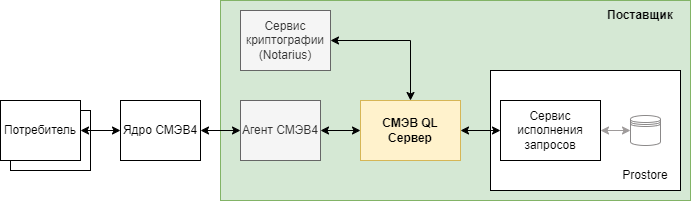 Поставщик
Сервис
криптографии
(Notarius)
Потребитель
Ядро СМЭВ4
Агент СМЭВ4
СМЭВ QL
Сервер
Сервис
исполнения
запросов
Prostore